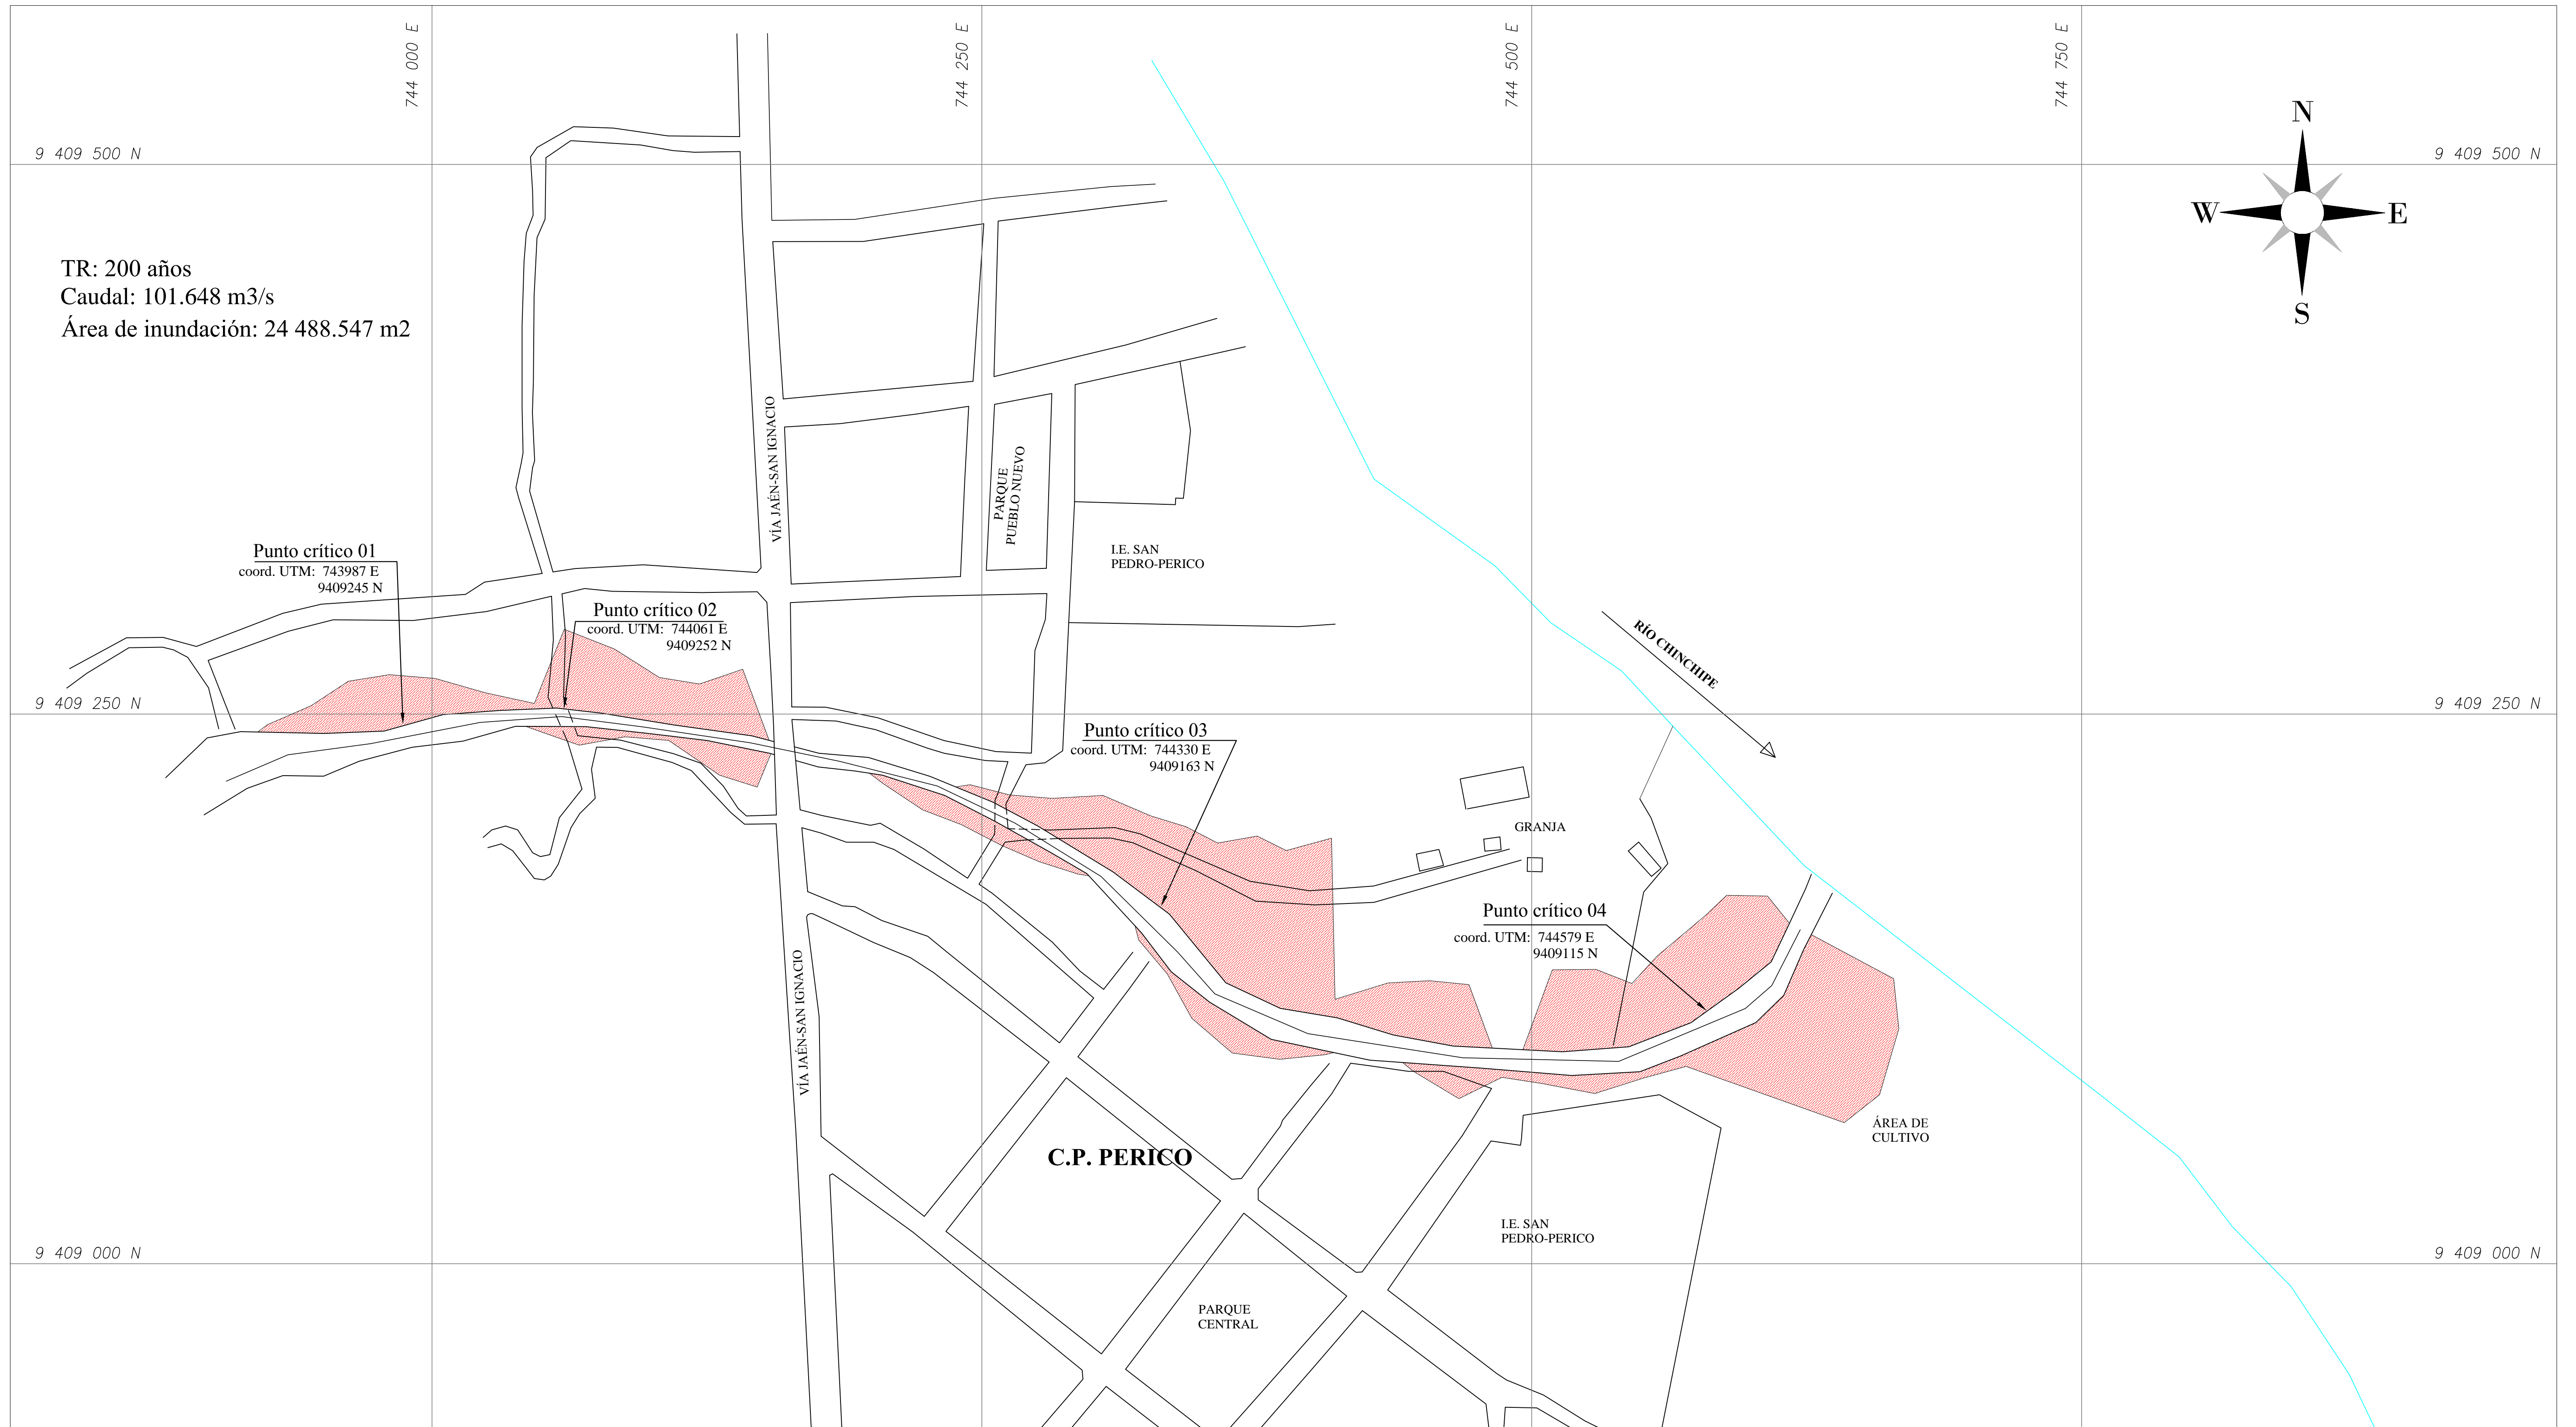 744 000 E
744 250 E
744 500 E
744 750 E
9 409 500 N
9 409 500 N
N
W
E
S
TR: 200 años
Caudal: 101.648 m3/s
Área de inundación: 24 488.547 m2
VÍA JAÉN-SAN IGNACIO
PARQUE
PUEBLO NUEVO
I.E. SAN
PEDRO-PERICO
Punto crítico 01
coord. UTM: 743987 E
9409245 N
Punto crítico 02
coord. UTM: 744061 E
9409252 N
RÍO CHINCHIPE
9 409 250 N
9 409 250 N
Punto crítico 03
coord. UTM: 744330 E
9409163 N
GRANJA
Punto crítico 04
coord. UTM: 744579 E
9409115 N
VÍA JAÉN-SAN IGNACIO
ÁREA DE
CULTIVO
C.P. PERICO
I.E. SAN
PEDRO-PERICO
9 409 000 N
9 409 000 N
PARQUE
CENTRAL